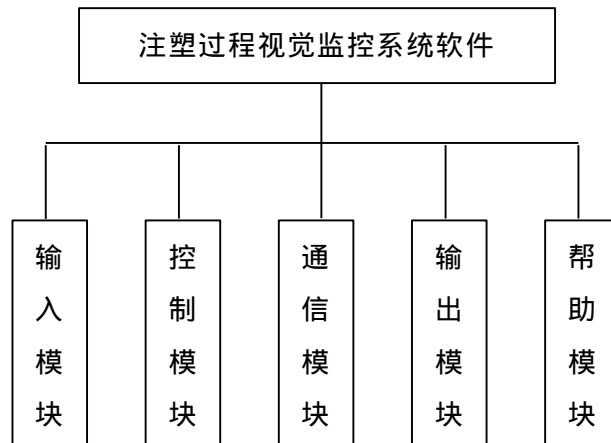 注塑过程视觉监控系统软件
输入模块
控制模块
通信模块
输出模块
帮助模块